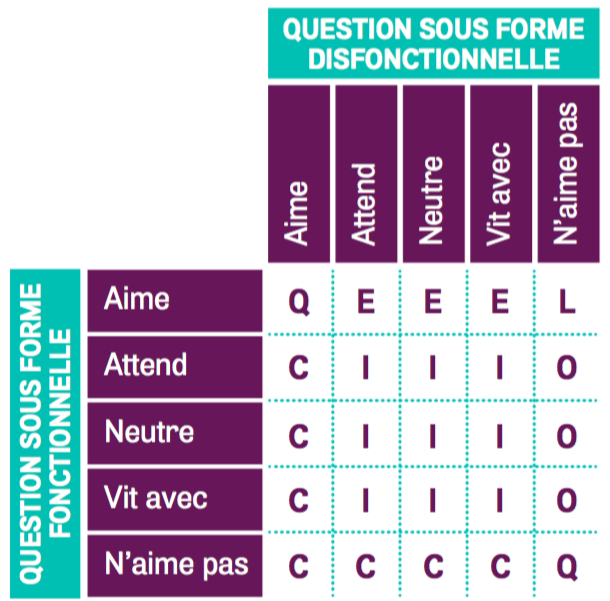 QUESTION SOUS FORME
DISFONCTIONNELLE
Aime
Attend
Neutre
Vit avec
N'aime pas
QUESTION SOUS FORME
FONCTIONNELLE
Aime Q E E E L
Attend C I I I O
Neutre C I I I O
Vit avec C I I I O
N'aime pas C C C C Q